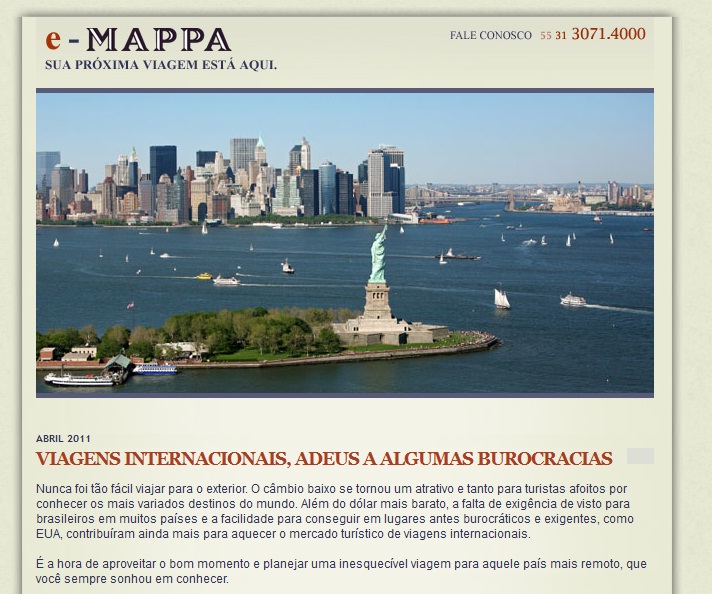 e-MAPPA
FALE CONOSCO 55 31 3071.4000
SUA PRÓXIMA VIAGEM ESTÁ AQUI.
ABRIL 2011
VIAGENS INTERNACIONAIS, ADEUS A ALGUMAS BUROCRACIAS
Nunca foi tão fácil viajar para o exterior. O câmbio baixo se tornou um atrativo e tanto para turistas afoitos por
conhecer os mais variados destinos do mundo. Além do dólar mais barato, a falta de exigência de visto para
brasileiros em muitos países e a facilidade para conseguir em lugares antes burocráticos e exigentes, como
EUA, contribuíram ainda mais para aquecer o mercado turístico de viagens internacionais.
É a hora de aproveitar o bom momento e planejar uma inesquecível viagem para aquele país mais remoto, que
você sempre sonhou em conhecer.